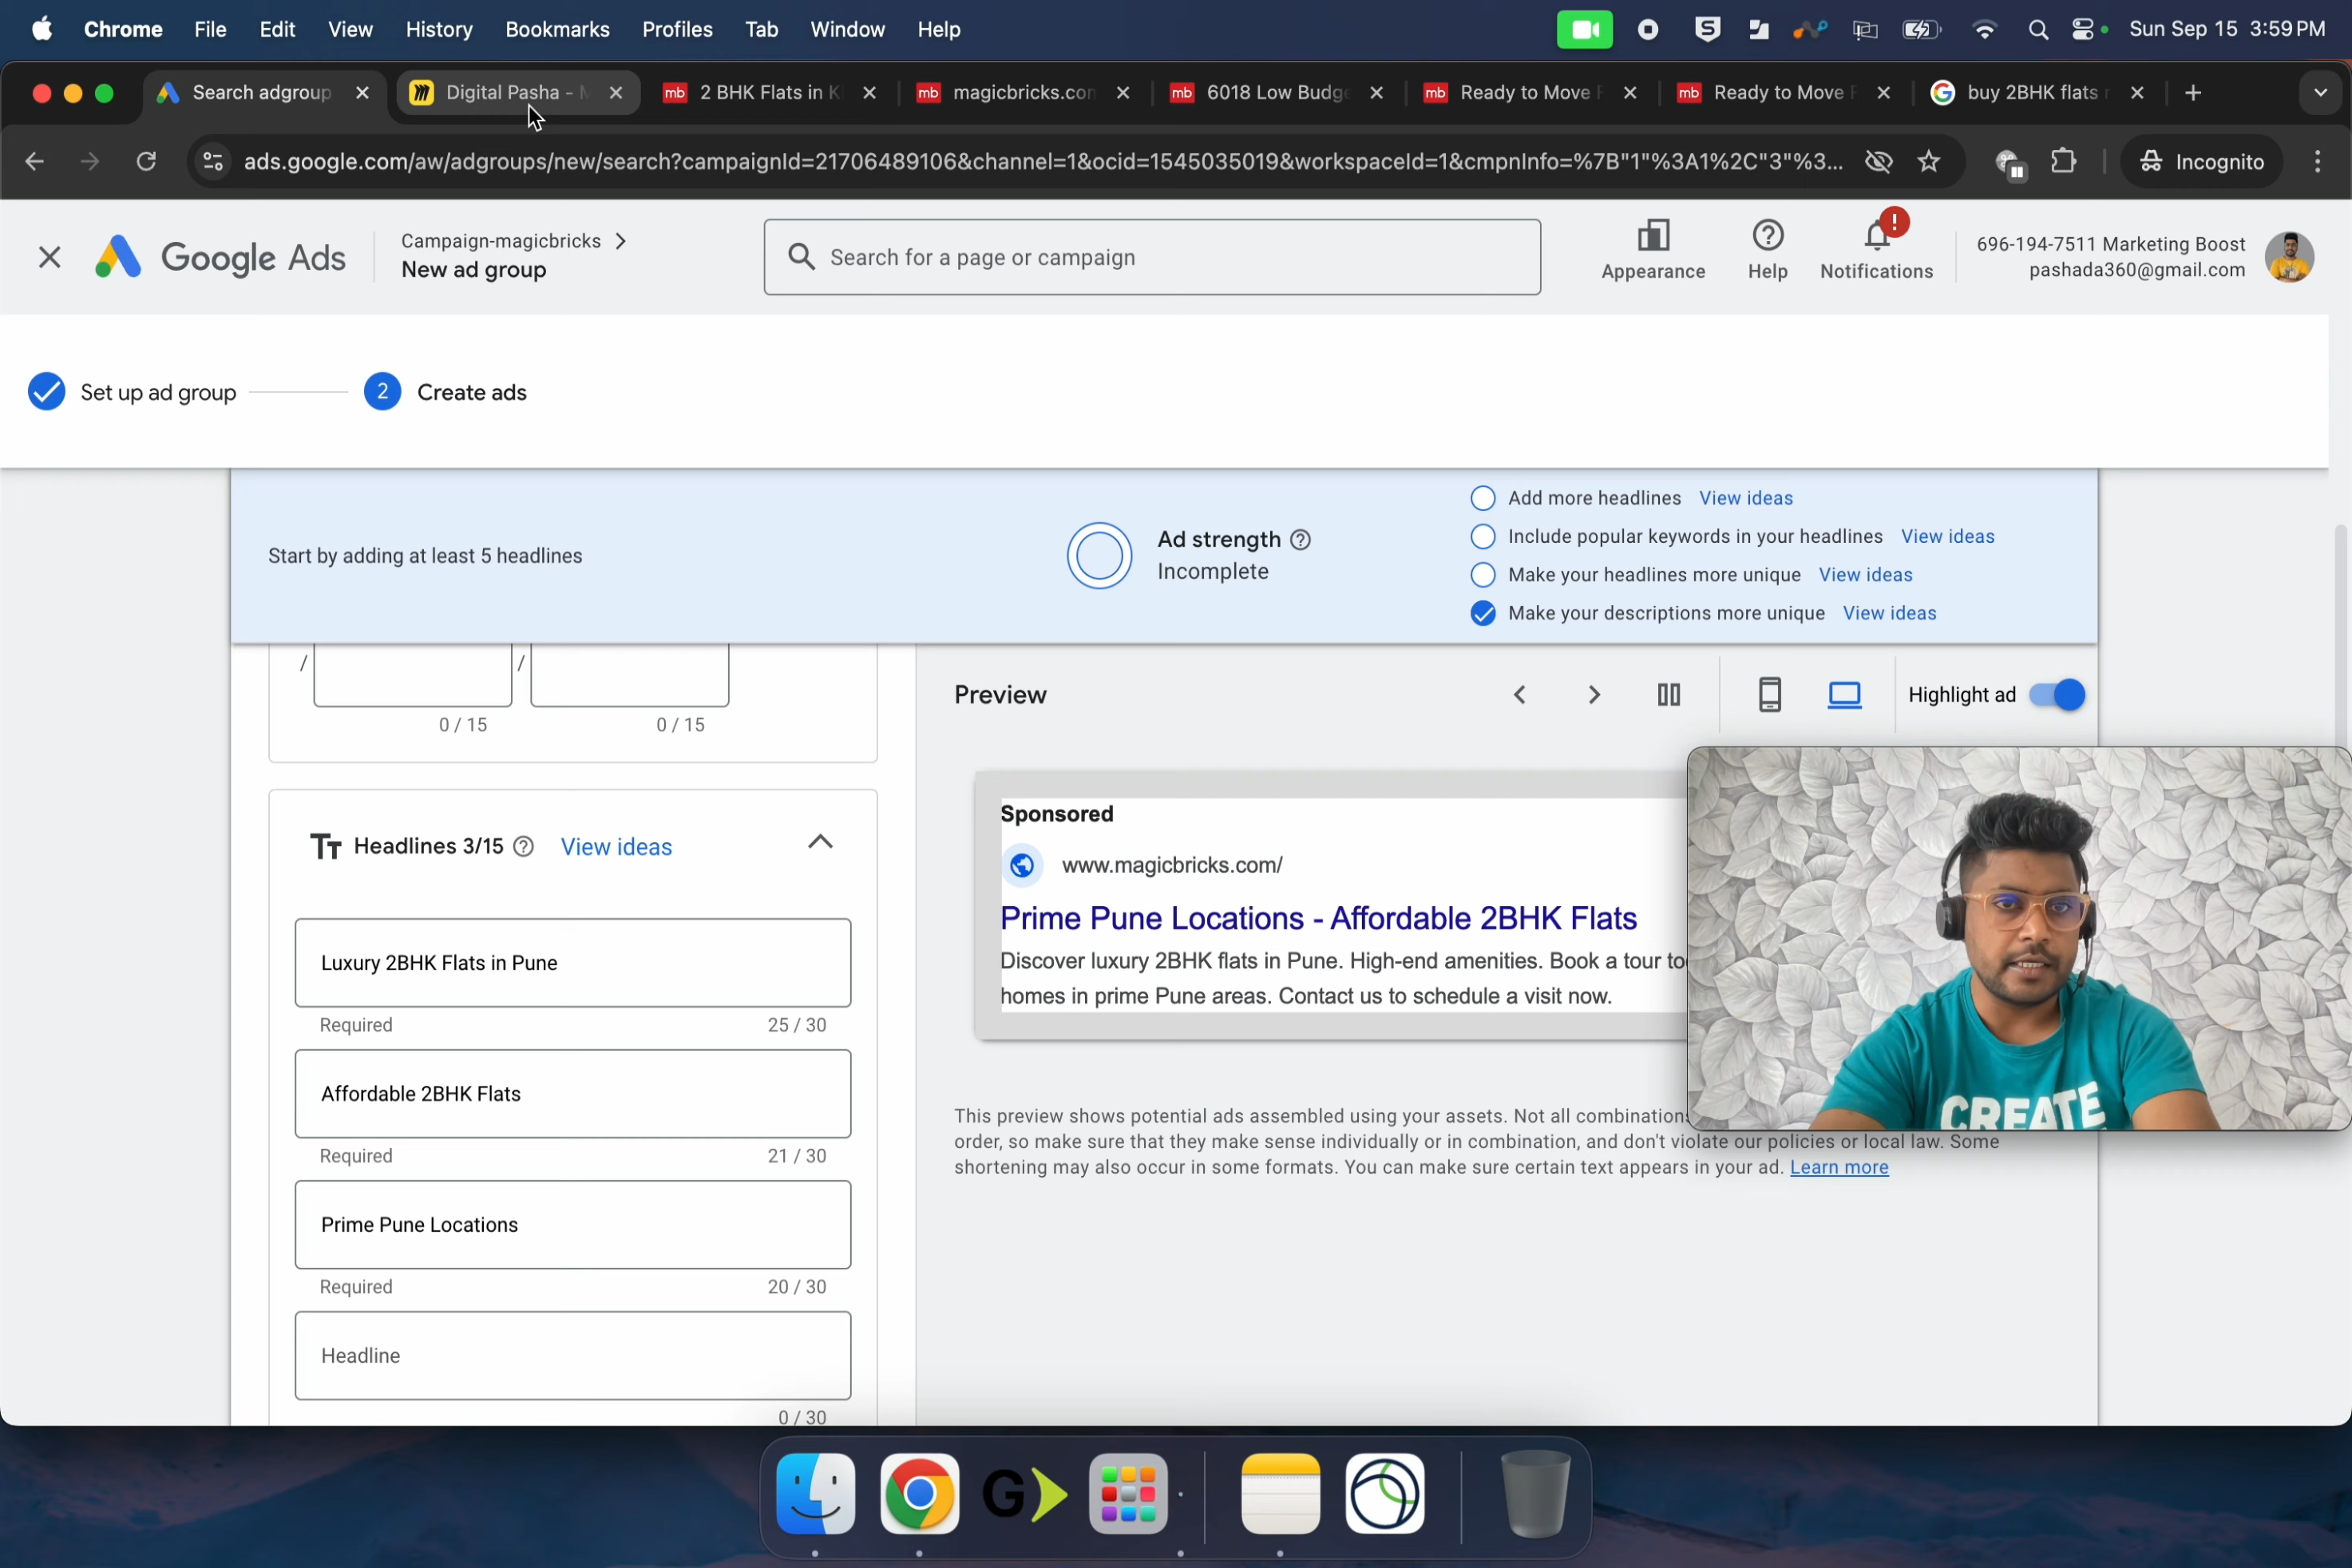 Chrome File Edit View History Bookmarks Profiles Tab Window Help Sun Sep 15 3:59 PM
Search adgroup Digital Pasha - 2 BHK Flats in K magicbricks.com 6018 Low Budge Ready to Move F Ready to Move F buy 2BHK flats
ads.google.com/aw/adgroups/new/search?campaignId=21706489106&channel=1&ocid=1545035019&workspaceId=1&cmpnInfo=%7B"1"%3A1%2C"3"%3... Incognito
Google Ads
Campaign-magicbricks
New ad group
Search for a page or campaign
Appearance
Help
!
Notifications
696-194-7511 Marketing Boost
pashada360@gmail.com
Set up ad group 2 Create ads
Start by adding at least 5 headlines
Ad strength
Incomplete
Add more headlines View ideas
Include popular keywords in your headlines View ideas
Make your headlines more unique View ideas
Make your descriptions more unique View ideas
/ /
0 / 15 0 / 15
Headlines 3/15 View ideas
Luxury 2BHK Flats in Pune
Required 25 / 30
Affordable 2BHK Flats
Required 21 / 30
Prime Pune Locations
Required 20 / 30
Headline
0 / 30
Preview
Highlight ad
Sponsored
www.magicbricks.com/
Prime Pune Locations - Affordable 2BHK Flats
Discover luxury 2BHK flats in Pune. High-end amenities. Book a tour to
homes in prime Pune areas. Contact us to schedule a visit now.
This preview shows potential ads assembled using your assets. Not all combinations
order, so make sure that they make sense individually or in combination, and don't violate our policies or local law. Some
shortening may also occur in some formats. You can make sure certain text appears in your ad. Learn more
CREATE